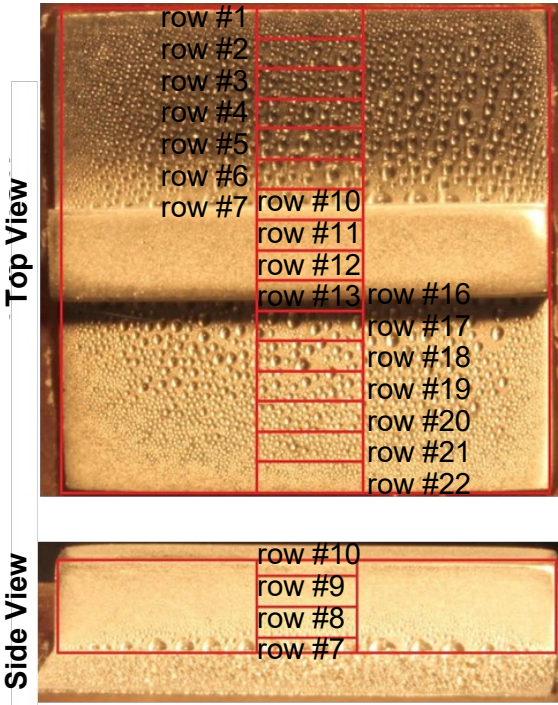 row #1
row #2
row #3
row #4
row #5
row #6
row #7
row #10
row #11
row #12
row #13
row #16
row #17
row #18
row #19
row #20
row #21
row #22
Top View
row #10
row #9
row #8
row #7
Side View